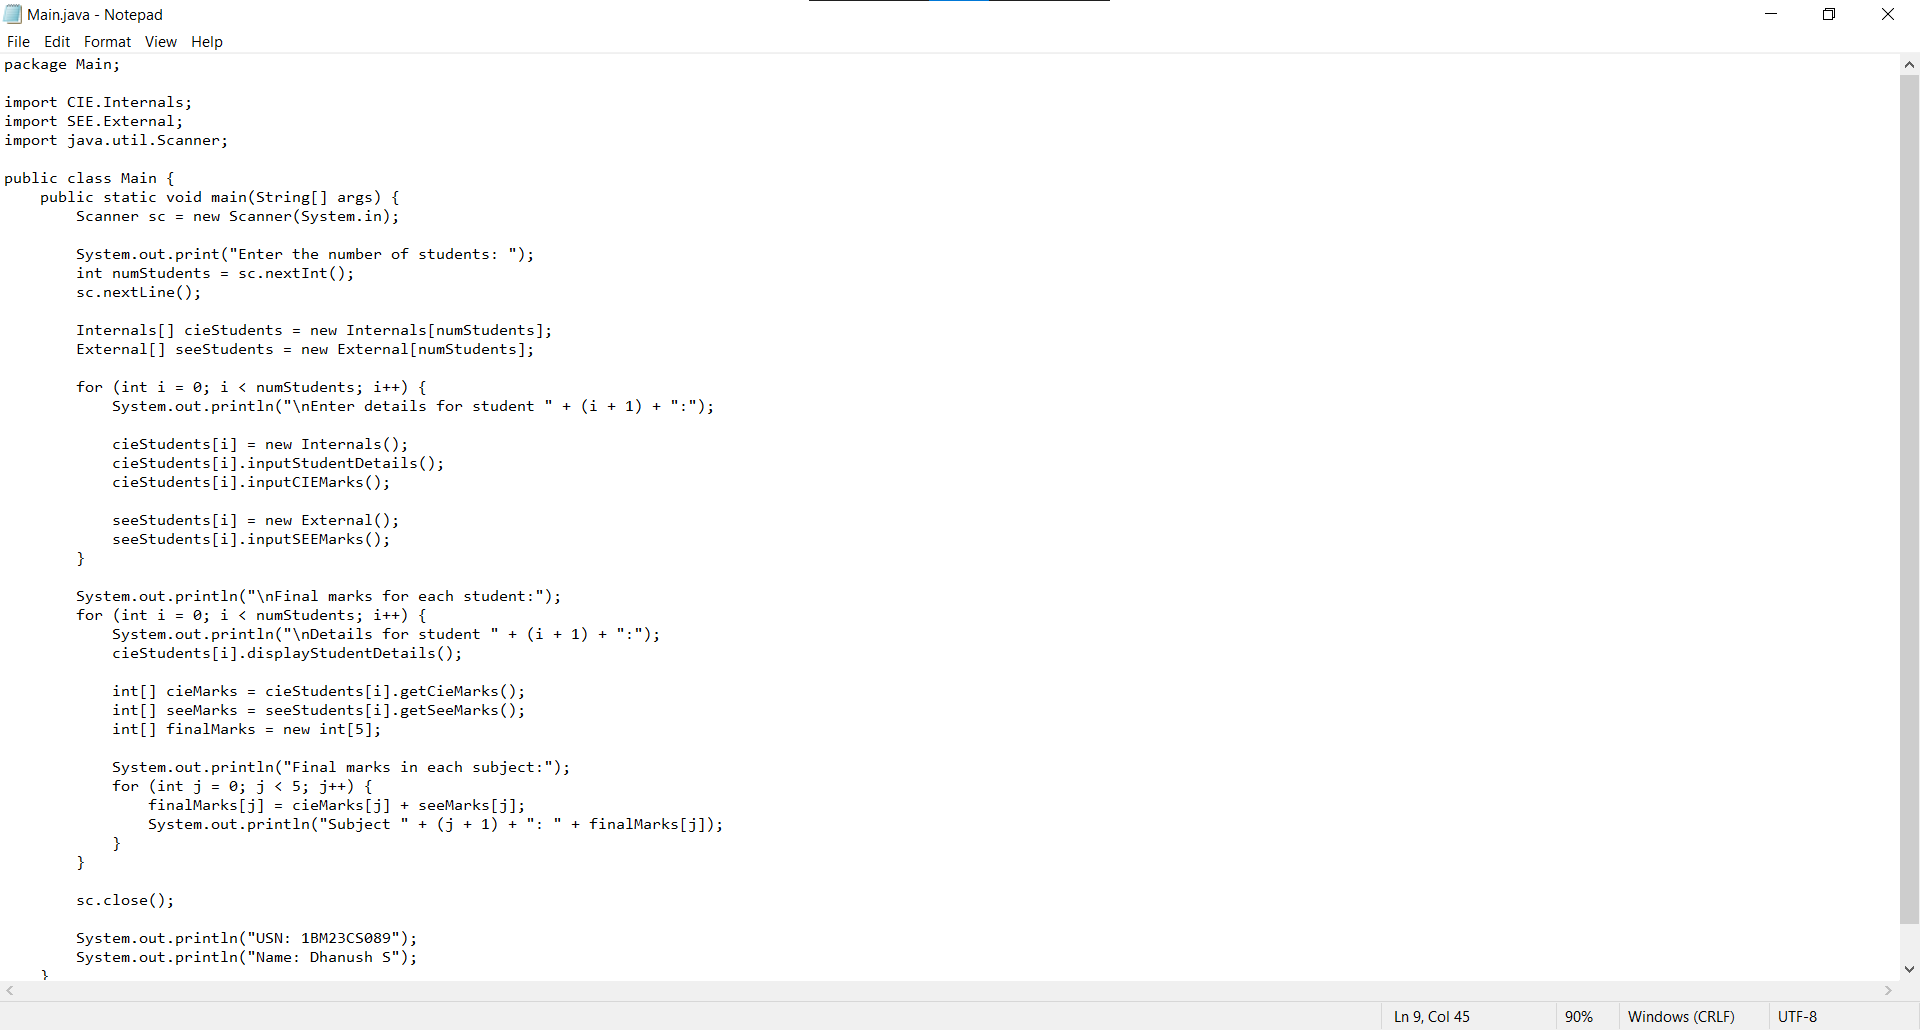 Main.java - Notepad
File Edit Format View Help
package Main;

import CIE.Internals;
import SEE.External;
import java.util.Scanner;

public class Main {
    public static void main(String[] args) {
        Scanner sc = new Scanner(System.in);

        System.out.print("Enter the number of students: ");
        int numStudents = sc.nextInt();
        sc.nextLine();

        Internals[] cieStudents = new Internals[numStudents];
        External[] seeStudents = new External[numStudents];

        for (int i = 0; i < numStudents; i++) {
            System.out.println("\nEnter details for student " + (i + 1) + ":");

            cieStudents[i] = new Internals();
            cieStudents[i].inputStudentDetails();
            cieStudents[i].inputCIEMarks();

            seeStudents[i] = new External();
            seeStudents[i].inputSEEMarks();
        }

        System.out.println("\nFinal marks for each student:");
        for (int i = 0; i < numStudents; i++) {
            System.out.println("\nDetails for student " + (i + 1) + ":");
            cieStudents[i].displayStudentDetails();

            int[] cieMarks = cieStudents[i].getCieMarks();
            int[] seeMarks = seeStudents[i].getSeeMarks();
            int[] finalMarks = new int[5];

            System.out.println("Final marks in each subject:");
            for (int j = 0; j < 5; j++) {
                finalMarks[j] = cieMarks[j] + seeMarks[j];
                System.out.println("Subject " + (j + 1) + ": " + finalMarks[j]);
            }
        }

        sc.close();

        System.out.println("USN: 1BM23CS089");
        System.out.println("Name: Dhanush S");
    }
Ln 9, Col 45 90% Windows (CRLF) UTF-8